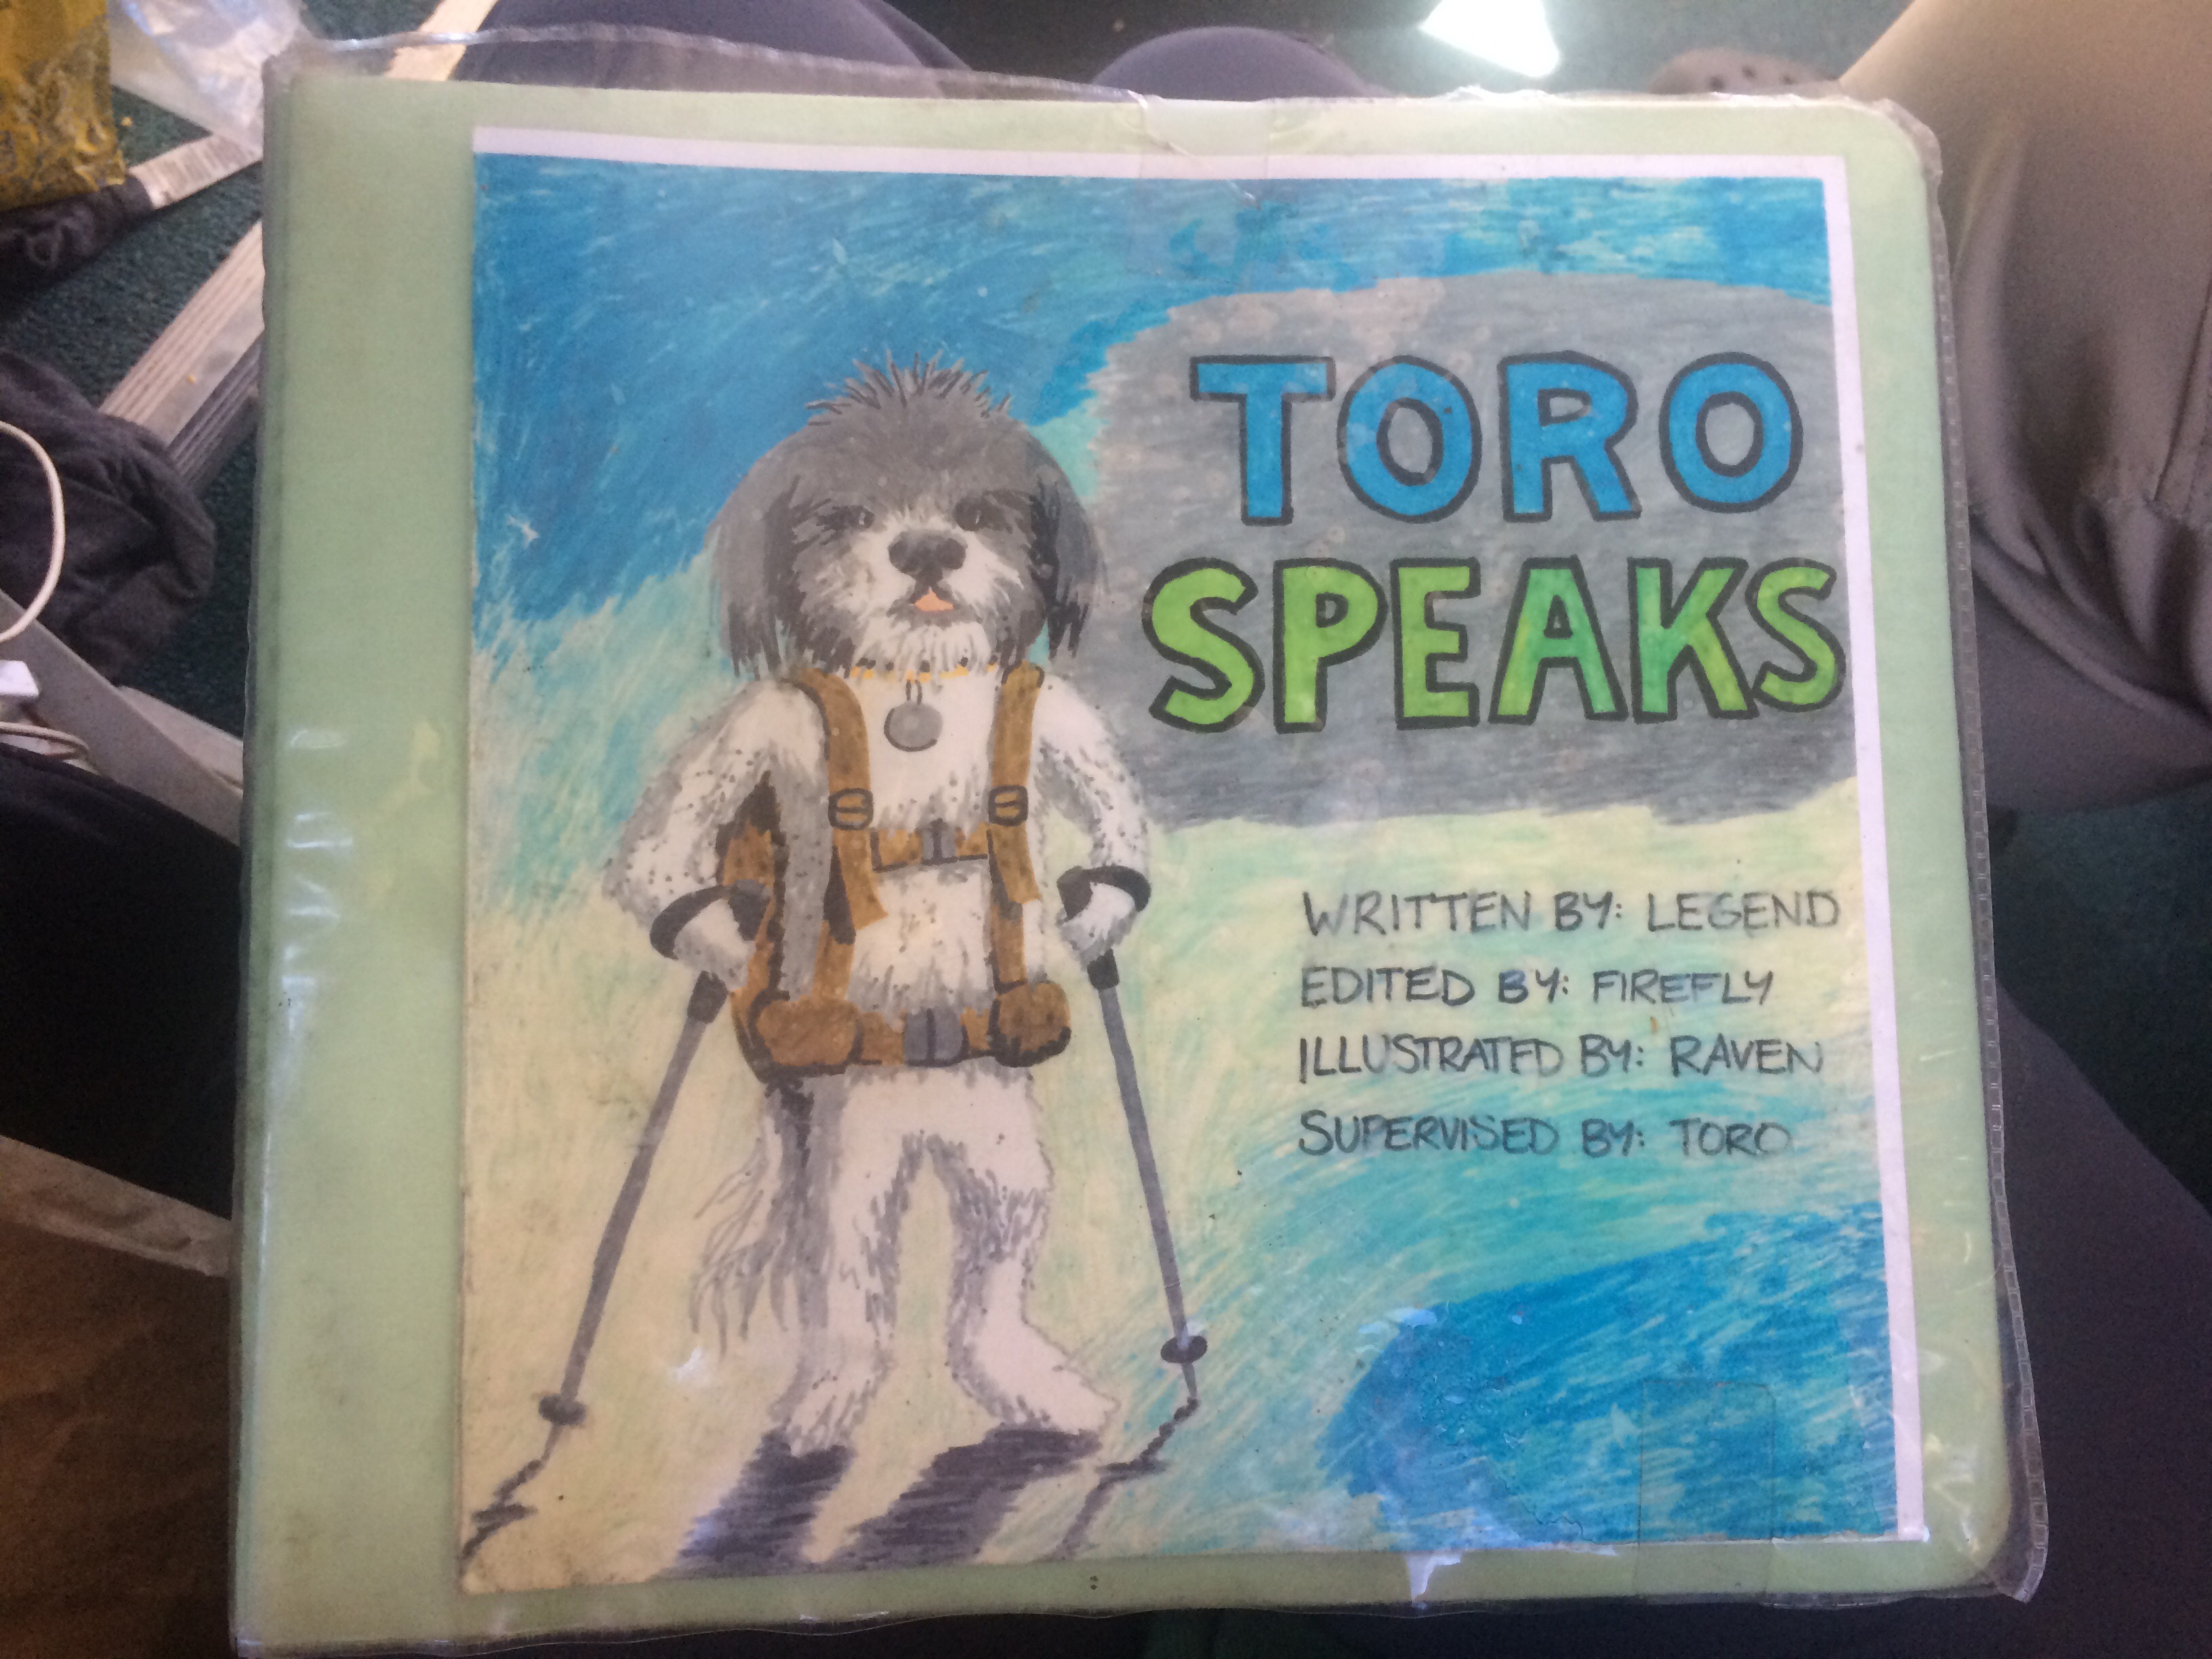 TORO
SPEAKS
WRITTEN BY: LEGEND
EDITED BY: FIREFLY
ILLUSTRATED BY: RAVEN
SUPERVISED BY: TORO